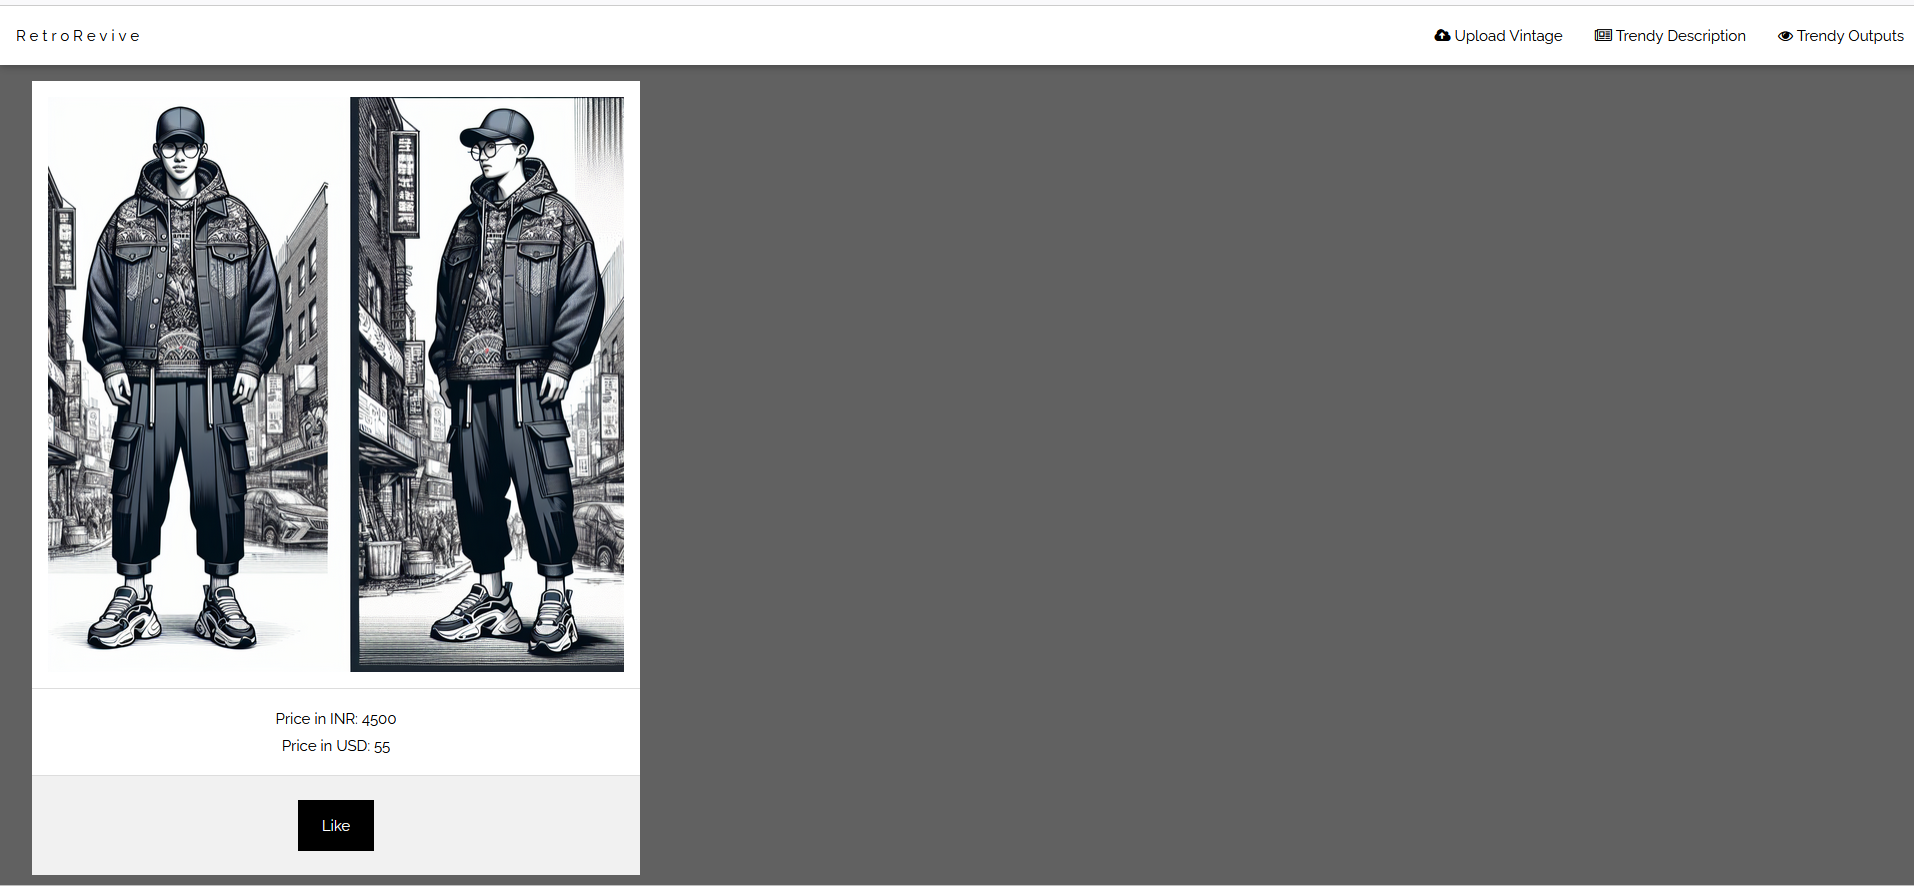 RetroRevive
Upload Vintage
Trendy Description
Trendy Outputs
Price in INR: 4500
Price in USD: 55
Like